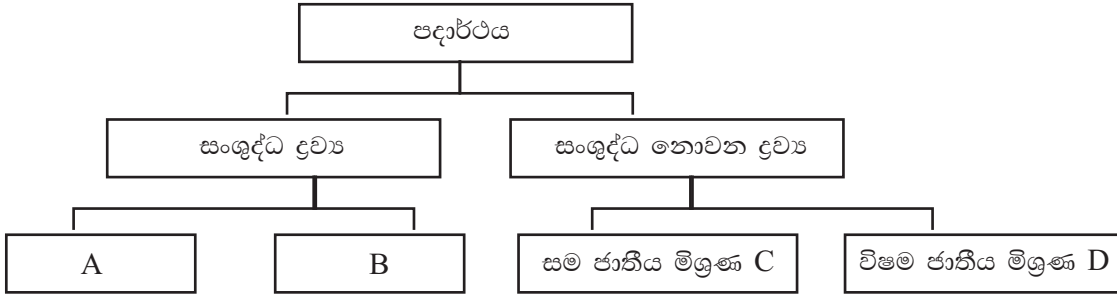 පදාර්ථය
සංශුද්ධ ද්‍රව්‍ය
සංශුද්ධ නොවන ද්‍රව්‍ය
A
B
සම ජාතීය මිශ්‍රණ C
විෂම ජාතීය මිශ්‍රණ D